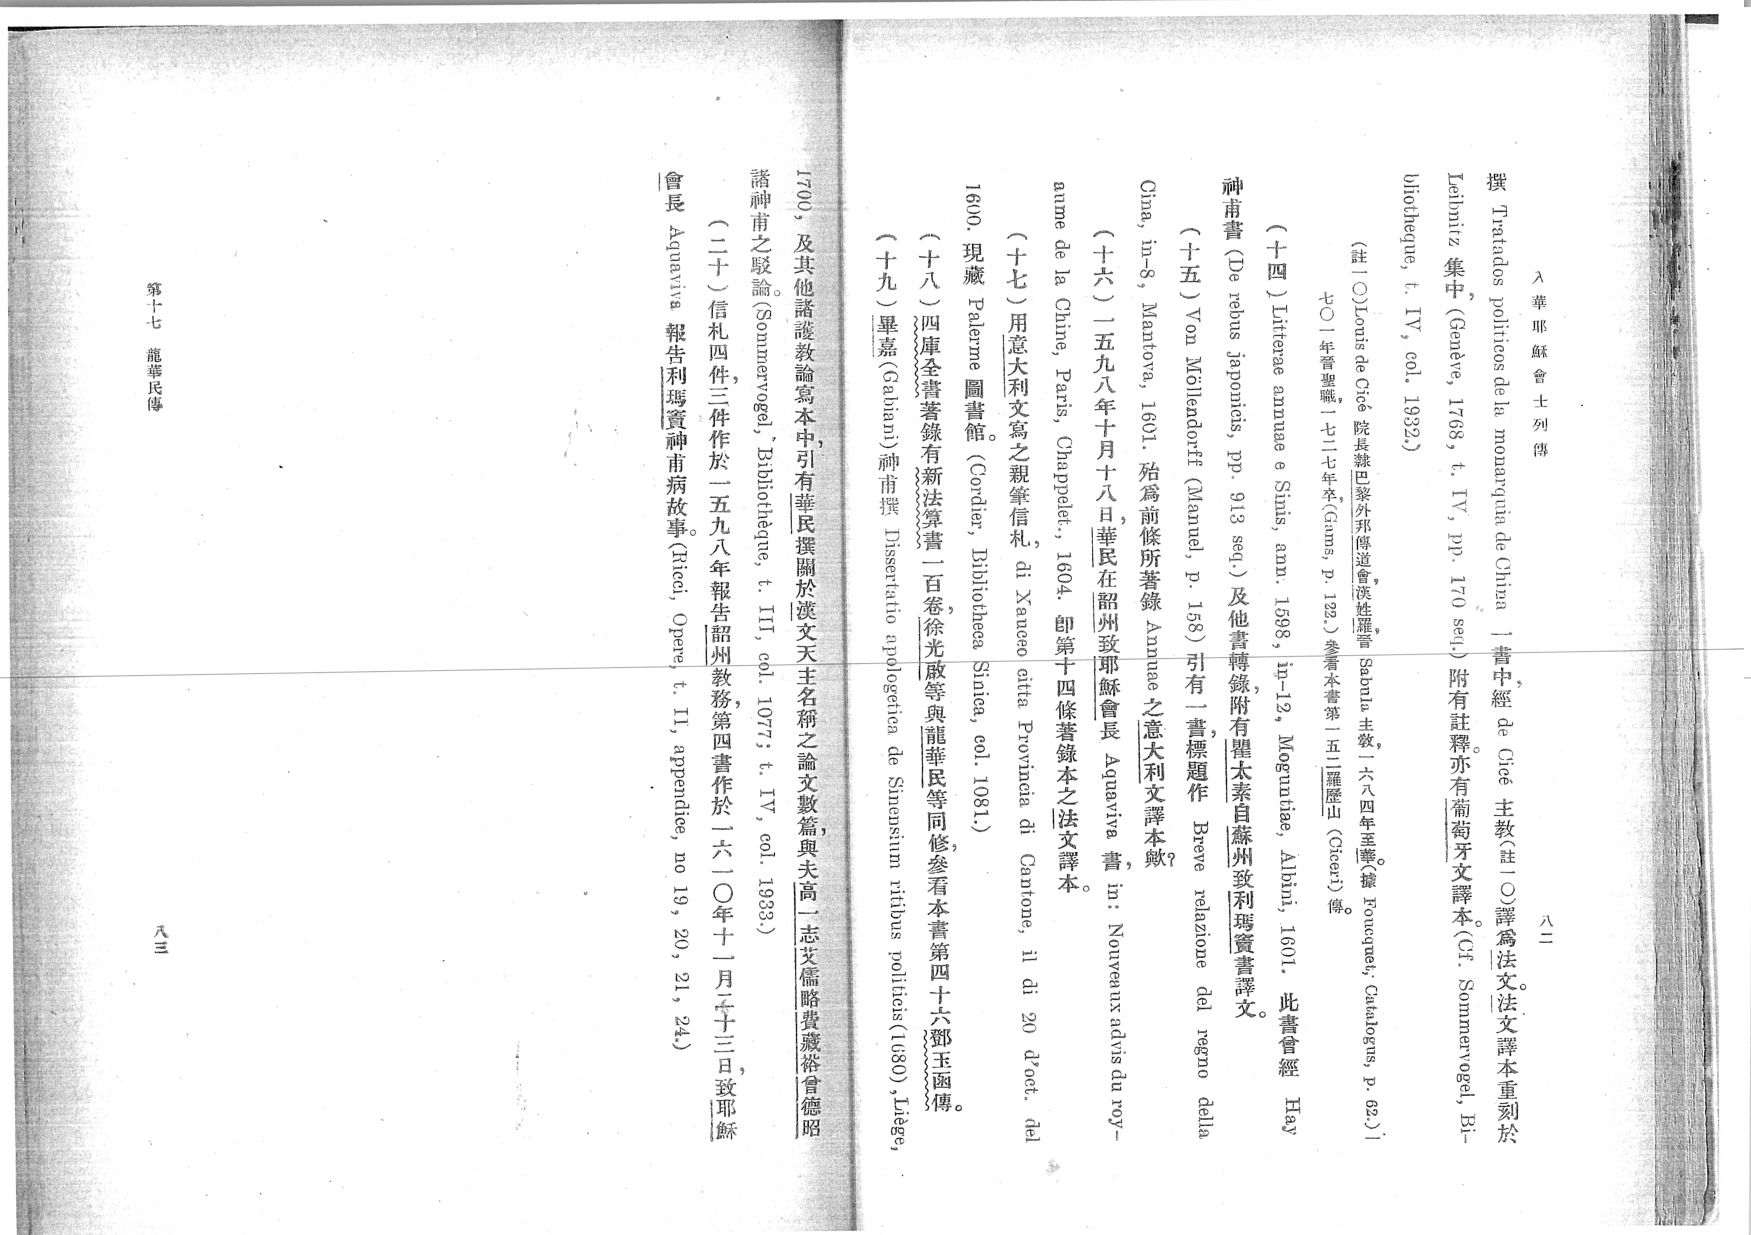 入華耶穌會士列傳
八二
撰 Tratados politicos de la monarquia de China 一書中，經 de Cicé 主教（註一〇）譯爲法文。法文譯本重刻於
Leibnitz 集中，(Genève, 1768, t. IV, pp. 170 seq.) 附有註釋。亦有葡萄牙文譯本。(Cf. Sommervogel, Bi-
bliotheque, t. IV, col. 1932.)
（註一〇）Louis de Cicé 院長隸巴黎外邦傳道會，漢姓羅，晉 Sabula 主敎，一六八四年至華。（據 Foucquet; Catalogus, p. 62.）一
七〇一年晉聖職，一七二七年卒，(Gams, p. 122.) 參看本書第一五二羅歷山 (Ciceri) 傳。
（十四）Litterae annuae e Sinis, ann. 1598, in-12, Moguntiae, Albini, 1601. 此書曾經 Hay
神甫書 (De rebus japonicis, pp. 913 seq.) 及他書轉錄，附有瞿太素自蘇州致利瑪竇書譯文。
（十五）Von Möllendorff (Manuel, p. 158) 引有一書，標題作 Breve relazione del regno della
Cina, in-8, Mantova, 1601. 殆爲前條所著錄 Annuae 之意大利文譯本歟？
（十六）一五九八年十月十八日，華民在韶州致耶穌會長 Aquaviva 書，in: Nouveaux advis du roy-
aume de la Chine, Paris, Chappelet., 1604. 卽第十四條著錄本之法文譯本。
（十七）用意大利文寫之親筆信札，di Xauceo citta Provincia di Cantone, il di 20 d'oct. del
1600. 現藏 Palerme 圖書館。(Cordier, Bibliotheca Sinica, col. 1081.)
（十八）四庫全書著錄有新法算書一百卷，徐光啟等與龍華民等同修，參看本書第四十六鄧玉函傳。
（十九）畢嘉(Gabiani)神甫撰 Dissertatio apologetica de Sinensium ritibus politicis(1680), Liège,
1700, 及其他諸護教論寫本中，引有華民撰關於漢文天主名稱之論文數篇，與夫高一志艾儒略費藏裕曾德昭
諸神甫之駁論。(Sommervogel, Bibliothèque, t. III, col. 1077; t. IV, col. 1933.)
（二十）信札四件，三件作於一五九八年報告韶州教務，第四書作於一六一〇年十一月二十三日，致耶穌
會長 Aquaviva 報告利瑪竇神甫病故事。(Ricci, Opere, t. II, appendice, no 19, 20, 21, 24.)
第十七 龍華民傳
八三